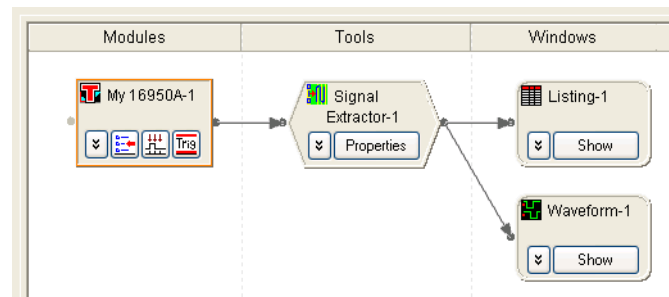 Modules Tools Windows
My 16950A-1
Trig
Signal
Extractor-1
Properties
Listing-1
Show
Waveform-1
Show